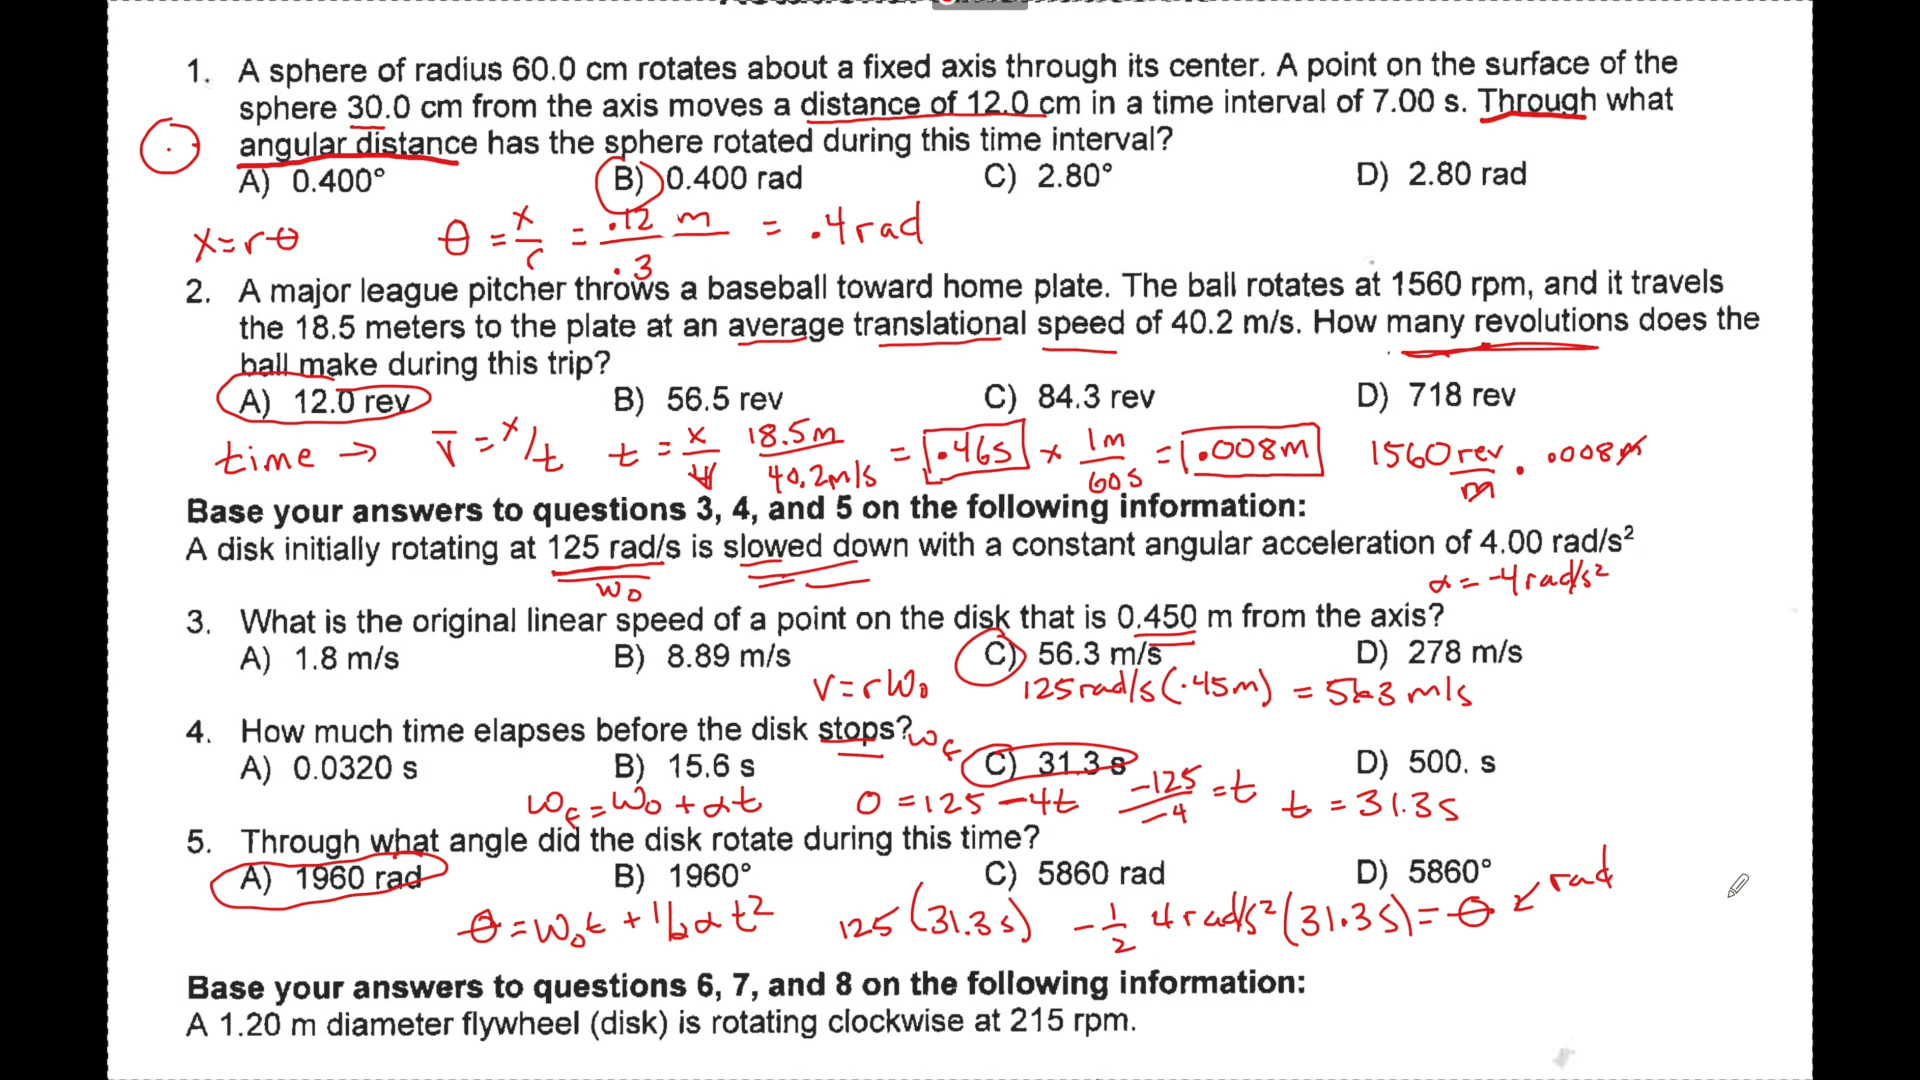 1. A sphere of radius 60.0 cm rotates about a fixed axis through its center. A point on the surface of the
sphere 30.0 cm from the axis moves a distance of 12.0 cm in a time interval of 7.00 s. Through what
angular distance has the sphere rotated during this time interval?
A) 0.400° B) 0.400 rad C) 2.80° D) 2.80 rad
x=rθ θ = x/r = .12 m/.3 = .4 rad
2. A major league pitcher throws a baseball toward home plate. The ball rotates at 1560 rpm, and it travels
the 18.5 meters to the plate at an average translational speed of 40.2 m/s. How many revolutions does the
ball make during this trip?
A) 12.0 rev B) 56.5 rev C) 84.3 rev D) 718 rev
time → v̅ = x/t t = x/v 18.5m/40.2m/s = .46s × 1m/60s = .008m 1560 rev/m . .008m
Base your answers to questions 3, 4, and 5 on the following information:
A disk initially rotating at 125 rad/s is slowed down with a constant angular acceleration of 4.00 rad/s²
ω₀ α = -4 rad/s²
3. What is the original linear speed of a point on the disk that is 0.450 m from the axis?
A) 1.8 m/s B) 8.89 m/s C) 56.3 m/s D) 278 m/s
v=rω₀ 125 rad/s (.45m) = 56.3 m/s
4. How much time elapses before the disk stops? ωf
A) 0.0320 s B) 15.6 s C) 31.3 s D) 500. s
ωf = ω₀ + αt 0 = 125 - 4t -125/-4 = t t = 31.3s
5. Through what angle did the disk rotate during this time?
A) 1960 rad B) 1960° C) 5860 rad D) 5860° rad
θ = ω₀t + 1/2 αt² 125 (31.3s) - 1/2 4 rad/s² (31.3s) = θ
Base your answers to questions 6, 7, and 8 on the following information:
A 1.20 m diameter flywheel (disk) is rotating clockwise at 215 rpm.